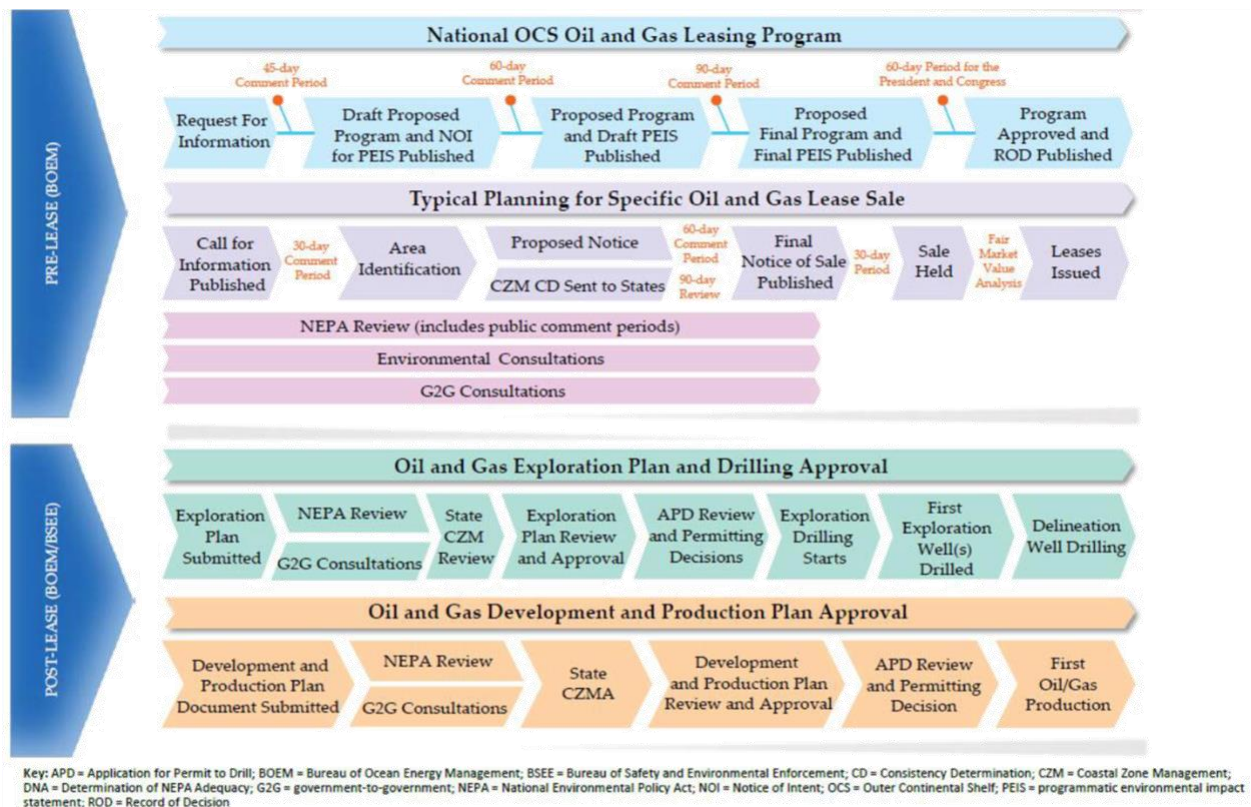 PRE-LEASE (BOEM)
National OCS Oil and Gas Leasing Program
45-day
Comment Period
60-day
Comment Period
90-day
Comment Period
60-day Period for the
President and Congress
Request For
Information
Draft Proposed
Program and NOI
for PEIS Published
Proposed Program
and Draft PEIS
Published
Proposed
Final Program and
Final PEIS Published
Program
Approved and
ROD Published
Typical Planning for Specific Oil and Gas Lease Sale
Call for
Information
Published
30-day
Comment
Period
Area
Identification
Proposed Notice
CZM CD Sent to States
60-day
Comment
Period
90-day
Review
Final
Notice of Sale
Published
30-day
Period
Sale
Held
Fair
Market
Value
Analysis
Leases
Issued
NEPA Review (includes public comment periods)
Environmental Consultations
G2G Consultations
POST-LEASE (BOEM/BSEE)
Oil and Gas Exploration Plan and Drilling Approval
Exploration
Plan
Submitted
NEPA Review
G2G Consultations
State
CZM
Review
Exploration
Plan Review
and Approval
APD Review
and Permitting
Decisions
Exploration
Drilling
Starts
First
Exploration
Well(s)
Drilled
Delineation
Well Drilling
Oil and Gas Development and Production Plan Approval
Development and
Production Plan
Document Submitted
NEPA Review
G2G Consultations
State
CZMA
Development
and Production Plan
Review and Approval
APD Review
and Permitting
Decision
First
Oil/Gas
Production
Key: APD = Application for Permit to Drill; BOEM = Bureau of Ocean Energy Management; BSEE = Bureau of Safety and Environmental Enforcement; CD = Consistency Determination; CZM = Coastal Zone Management;
DNA = Determination of NEPA Adequacy; G2G = government-to-government; NEPA = National Environmental Policy Act; NOI = Notice of Intent; OCS = Outer Continental Shelf; PEIS = programmatic environmental impact
statement; ROD = Record of Decision